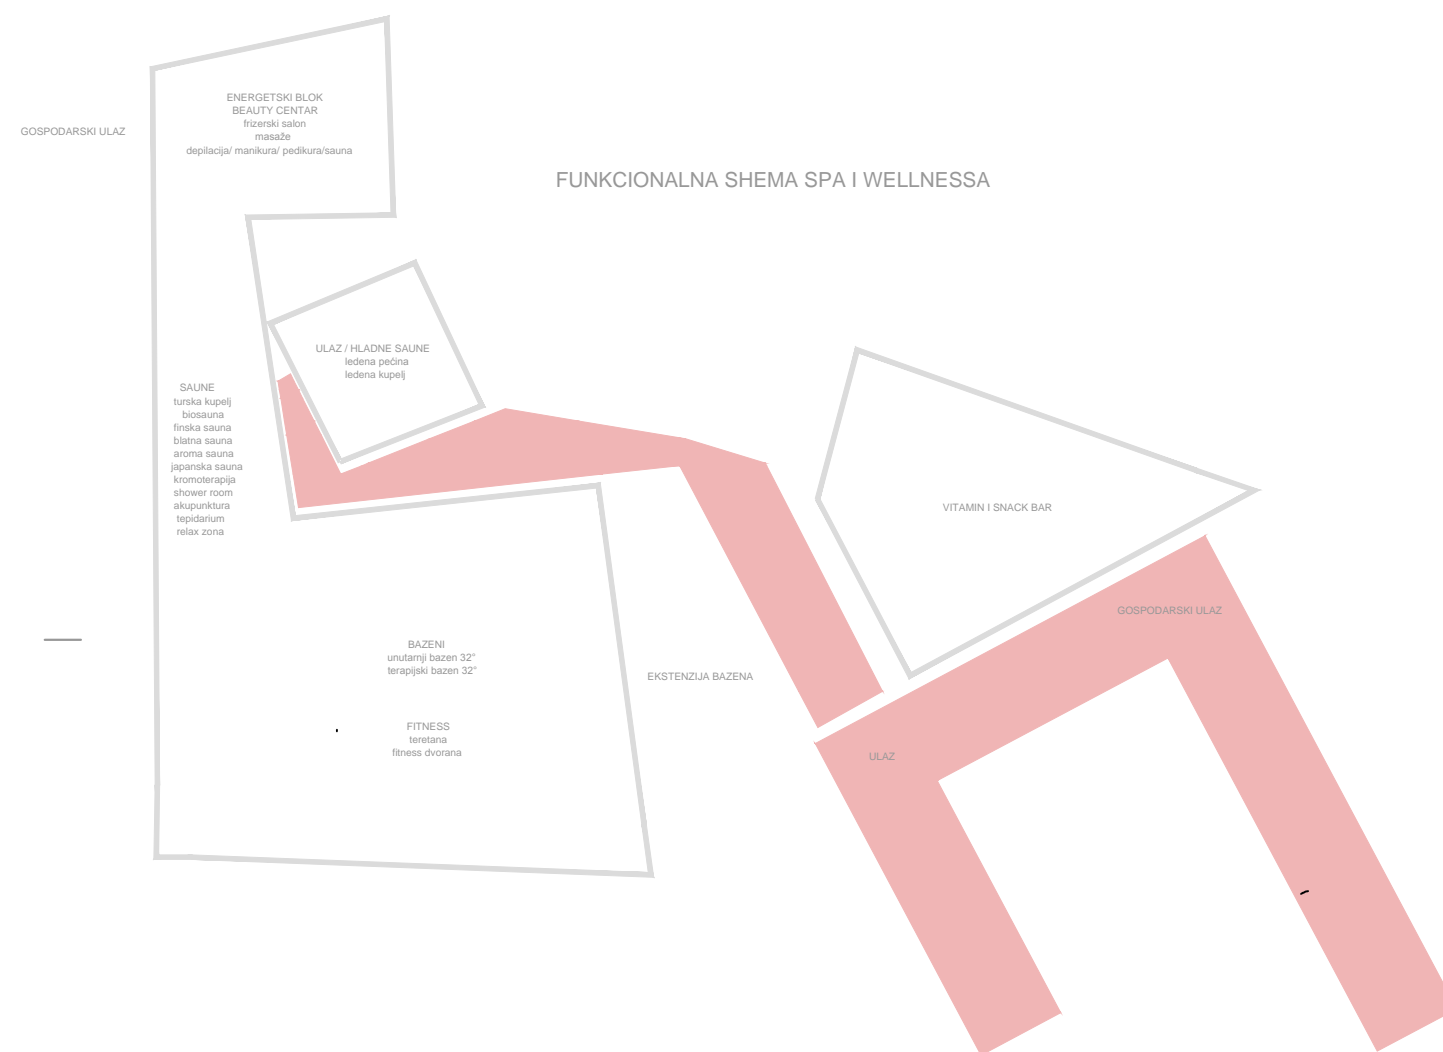 FUNKCIONALNA SHEMA SPA I WELLNESSA
GOSPODARSKI ULAZ
ENERGETSKI BLOK
BEAUTY CENTAR
frizerski salon
masaže
depilacija/ manikura/ pedikura/sauna
ULAZ / HLADNE SAUNE
ledena pećina
ledena kupelj
SAUNE
turska kupelj
biosauna
finska sauna
blatna sauna
aroma sauna
japanska sauna
kromoterapija
shower room
akupunktura
tepidarium
relax zona
VITAMIN I SNACK BAR
GOSPODARSKI ULAZ
BAZENI
unutarnji bazen 32°
terapijski bazen 32°
EKSTENZIJA BAZENA
FITNESS
teretana
fitness dvorana
ULAZ